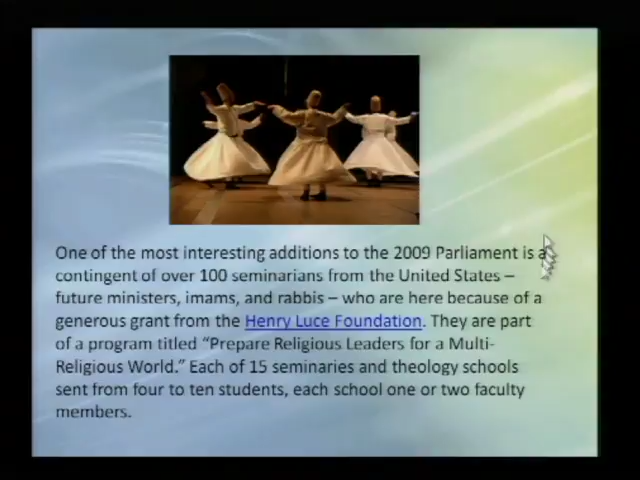 One of the most interesting additions to the 2009 Parliament is a
contingent of over 100 seminarians from the United States –
future ministers, imams, and rabbis – who are here because of a
generous grant from the Henry Luce Foundation. They are part
of a program titled “Prepare Religious Leaders for a Multi-
Religious World.” Each of 15 seminaries and theology schools
sent from four to ten students, each school one or two faculty
members.